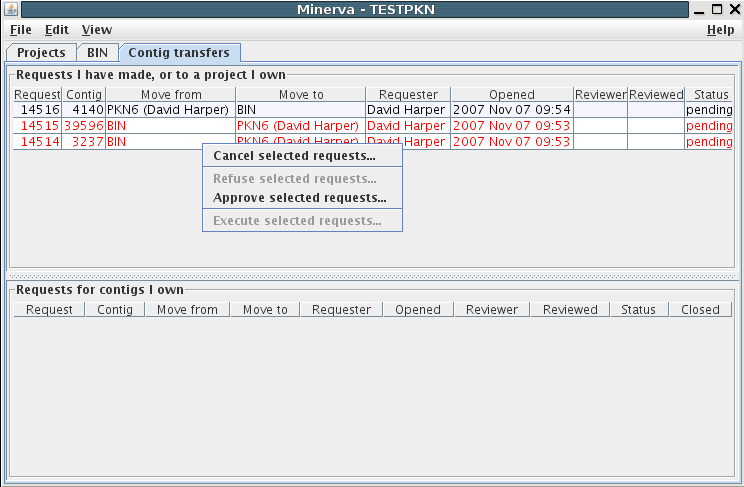 Minerva - TESTPKN
File Edit View Help
Projects BIN Contig transfers
Requests I have made, or to a project I own
Request Contig Move from Move to Requester Opened Reviewer Reviewed Status
14516 4140 PKN6 (David Harper) BIN David Harper 2007 Nov 07 09:54 pending
14515 39596 BIN PKN6 (David Harper) David Harper 2007 Nov 07 09:53 pending
14514 3237 BIN PKN6 (David Harper) David Harper 2007 Nov 07 09:53 pending
Cancel selected requests...
Refuse selected requests...
Approve selected requests...
Execute selected requests...
Requests for contigs I own
Request Contig Move from Move to Requester Opened Reviewer Reviewed Status Closed